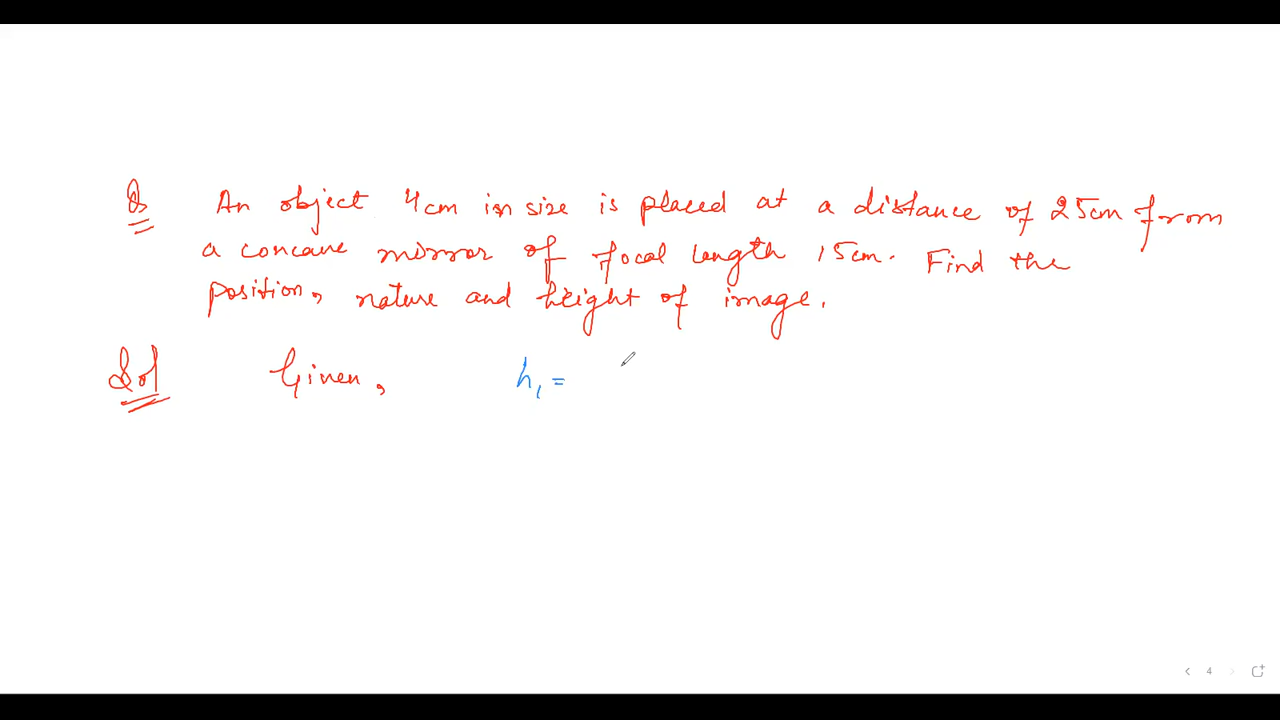 Q An object 4cm in size is placed at a distance of 25cm from
a concave mirror of focal length 15cm. Find the
position, nature and height of image.
Sol Given, h₁ =
4